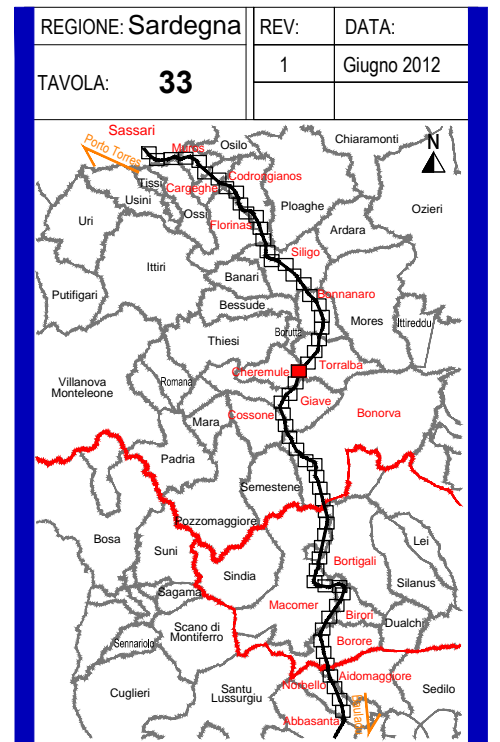 REGIONE: Sardegna
REV:
DATA:
TAVOLA: 33
1
Giugno 2012
Sassari
Porto Torres
Muros
Osilo
Chiaramonti
N
Tissi
Cargeghe
Codrongianos
Usini
Ossi
Ploaghe
Ozieri
Uri
Florinas
Ardara
Siligo
Ittiri
Banari
Putifigari
Bonnanaro
Bessude
Mores
Ittireddu
Borutta
Thiesi
Cheremule
Torralba
Villanova
Monteleone
Romana
Giave
Cossone
Bonorva
Mara
Padria
Semestene
Pozzomaggiore
Bosa
Suni
Lei
Bortigali
Sindia
Silanus
Sagama
Macomer
Birori
Dualchi
Scano di
Montiferro
Sennariolo
Borore
Aidomaggiore
Norbello
Sedilo
Cuglieri
Santu
Lussurgiu
Abbasanta